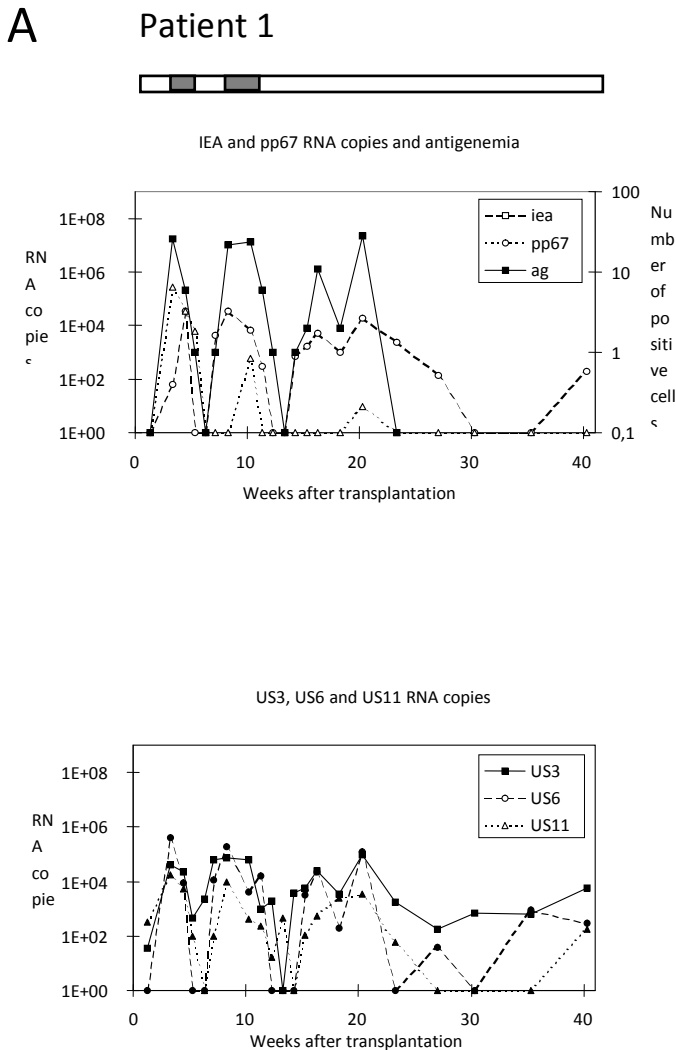 A Patient 1
IEA and pp67 RNA copies and antigenemia
1E+08
1E+06
1E+04
1E+02
1E+00
RN
A co
pie
s
100
10
1
0,1
Nu
mb
er
of
po
siti
ve
cell
s
iea
pp67
ag
0 10 20 30 40
Weeks after transplantation
US3, US6 and US11 RNA copies
1E+08
1E+06
1E+04
1E+02
1E+00
RN
A co
pie
US3
US6
US11
0 10 20 30 40
Weeks after transplantation